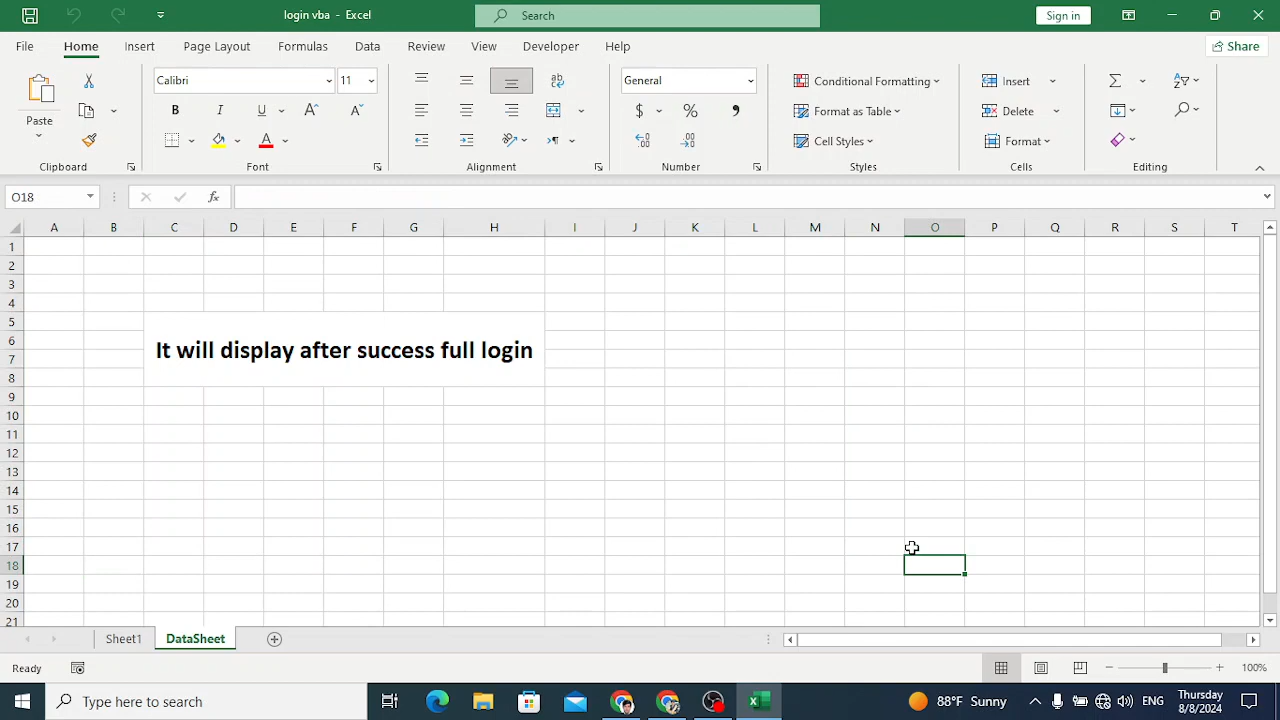 login vba - Excel
Search
Sign in
File Home Insert Page Layout Formulas Data Review View Developer Help
Share
Paste
Calibri 11
B I U A A
A
General
$ % 9
Conditional Formatting
Format as Table
Cell Styles
Insert
Delete
Format
Clipboard Font Alignment Number Styles Cells Editing
O18
fx
A B C D E F G H I J K L M N O P Q R S T
1
2
3
4
5
6
7
8
9
10
11
12
13
14
15
16
17
18
19
20
21
It will display after success full login
Sheet1 DataSheet
Ready
100%
Type here to search
88°F Sunny
ENG
Thursday
8/8/2024